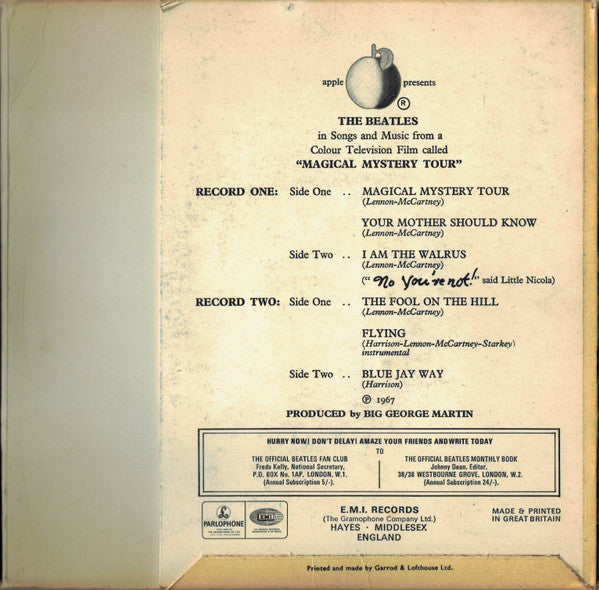 apple presents
®
THE BEATLES
in Songs and Music from a
Colour Television Film called
"MAGICAL MYSTERY TOUR"
RECORD ONE: Side One .. MAGICAL MYSTERY TOUR
(Lennon-McCartney)
YOUR MOTHER SHOULD KNOW
(Lennon-McCartney)
Side Two .. I AM THE WALRUS
(Lennon-McCartney)
("No you're not!" said Little Nicola)
RECORD TWO: Side One .. THE FOOL ON THE HILL
(Lennon-McCartney)
FLYING
(Harrison-Lennon-McCartney-Starkey)
instrumental
Side Two .. BLUE JAY WAY
(Harrison)
℗ 1967
PRODUCED by BIG GEORGE MARTIN
HURRY NOW! DON'T DELAY! AMAZE YOUR FRIENDS AND WRITE TODAY
TO
THE OFFICIAL BEATLES FAN CLUB
Freda Kelly, National Secretary,
P.O. BOX No. 1AP, LONDON, W.1.
(Annual Subscription 5/-).
THE OFFICIAL BEATLES MONTHLY BOOK
Johnny Dean, Editor,
36/38 WESTBOURNE GROVE, LONDON, W.2.
(Annual Subscription 24/-).
PARLOPHONE
EMI
E.M.I. RECORDS
(The Gramophone Company Ltd.)
HAYES · MIDDLESEX
ENGLAND
MADE & PRINTED
IN GREAT BRITAIN
Printed and made by Garrod & Lofthouse Ltd.